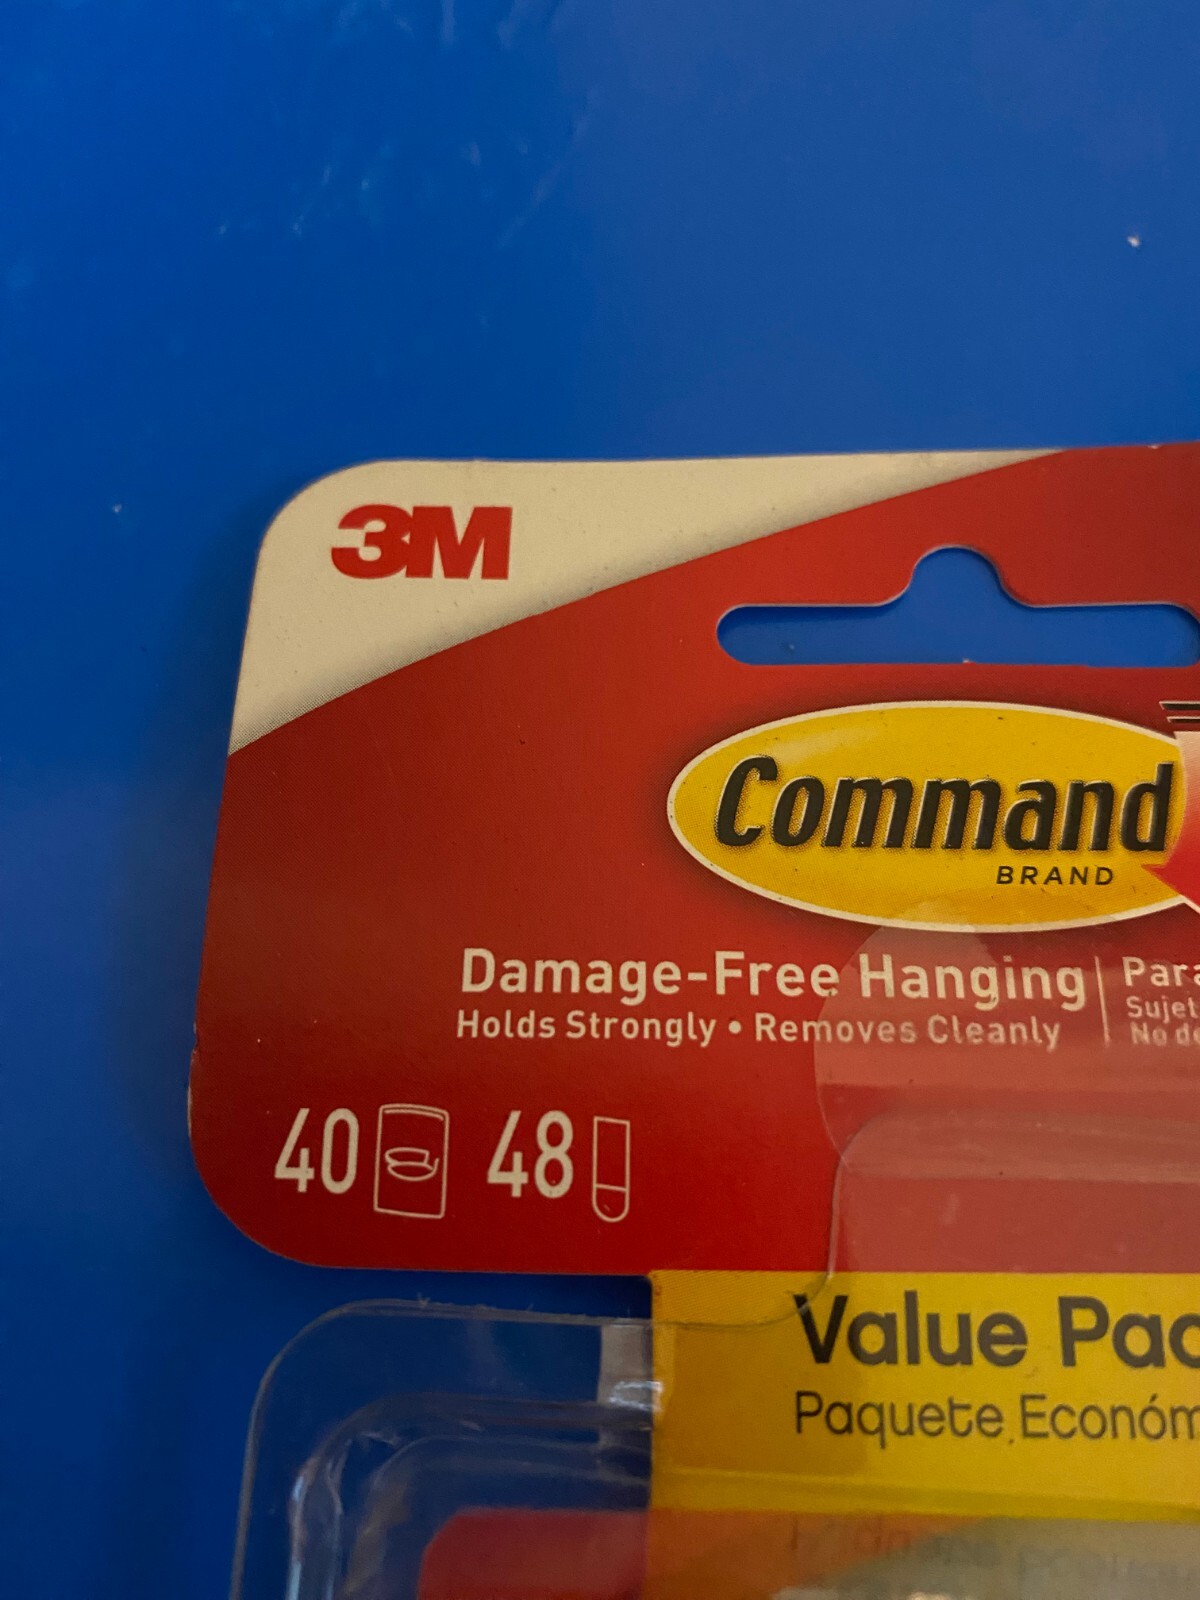 3M
Command
BRAND
Damage-Free Hanging
Holds Strongly • Removes Cleanly
40 48
Value Pac
Paquete Económ